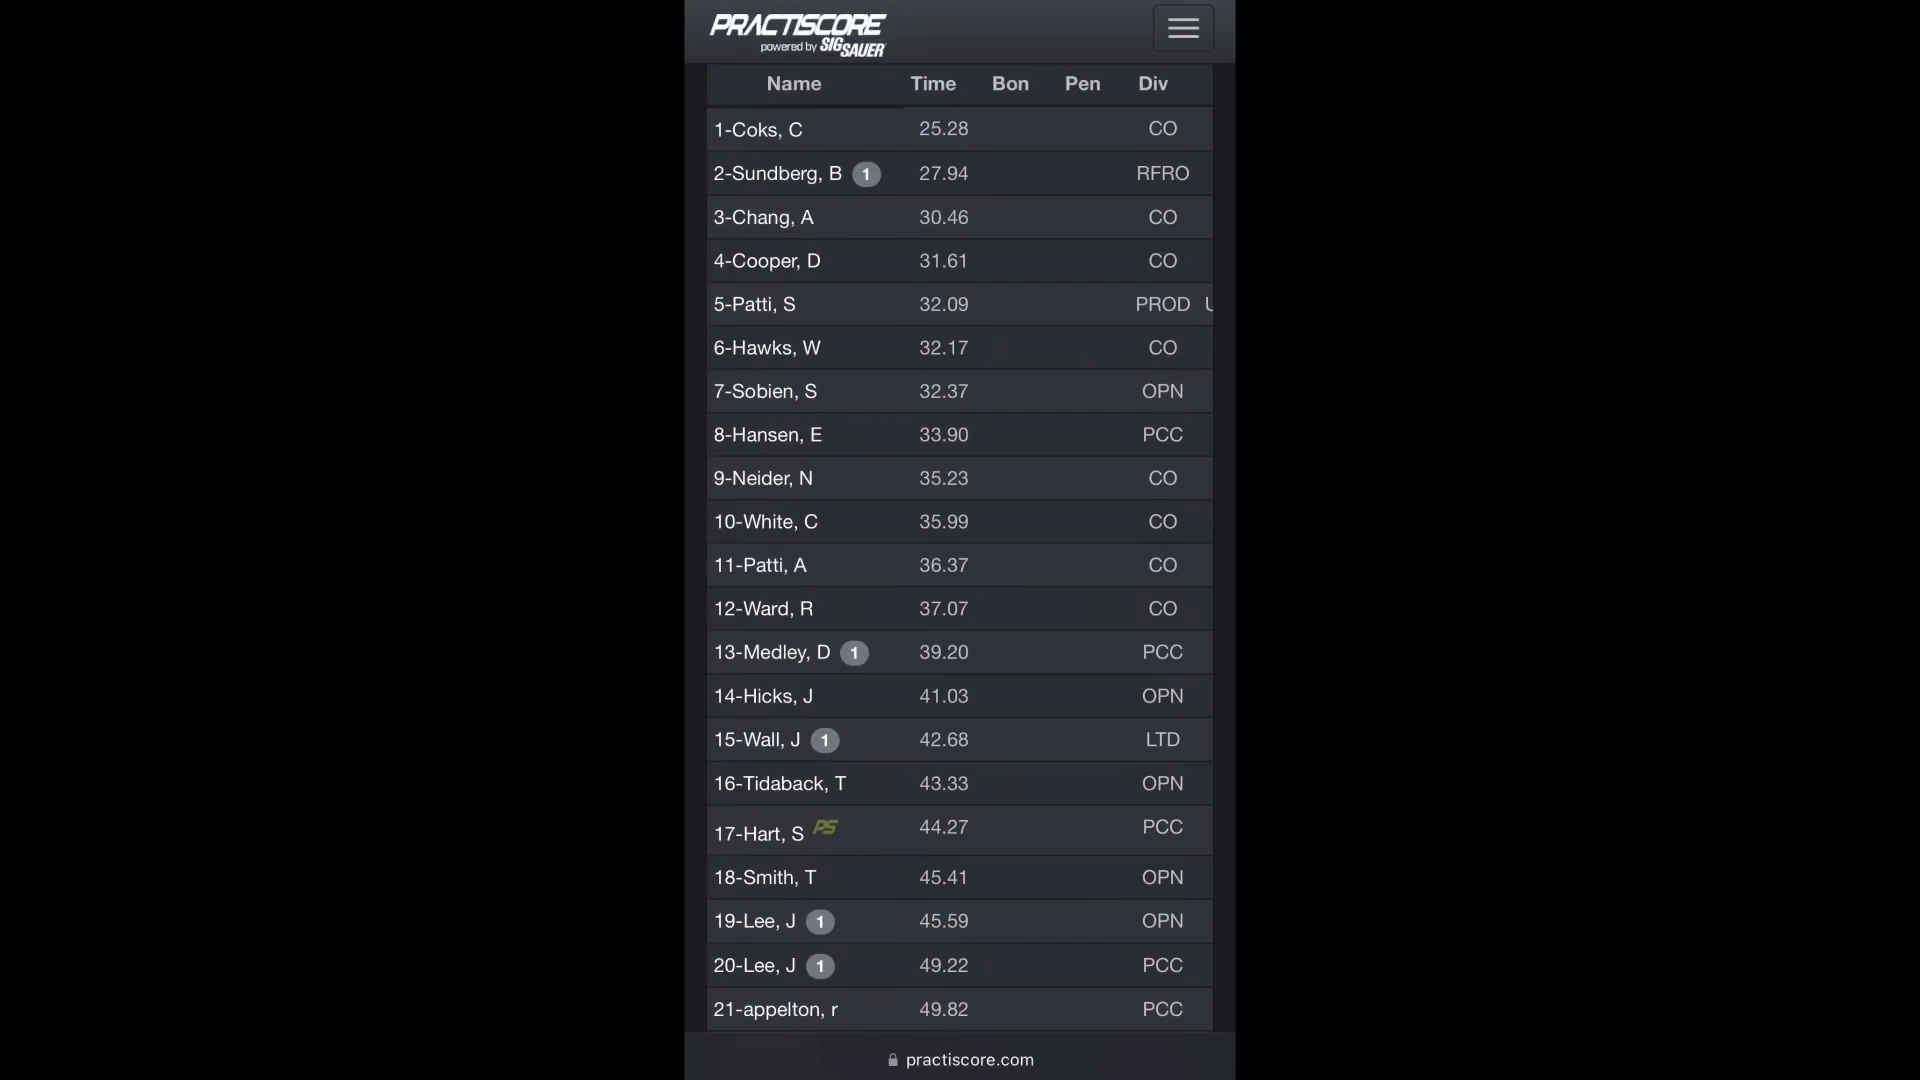 PRACTISCORE
powered by SIG SAUER
Name Time Bon Pen Div
1-Coks, C 25.28 CO
2-Sundberg, B 1 27.94 RFRO
3-Chang, A 30.46 CO
4-Cooper, D 31.61 CO
5-Patti, S 32.09 PROD U
6-Hawks, W 32.17 CO
7-Sobien, S 32.37 OPN
8-Hansen, E 33.90 PCC
9-Neider, N 35.23 CO
10-White, C 35.99 CO
11-Patti, A 36.37 CO
12-Ward, R 37.07 CO
13-Medley, D 1 39.20 PCC
14-Hicks, J 41.03 OPN
15-Wall, J 1 42.68 LTD
16-Tidaback, T 43.33 OPN
17-Hart, S PS 44.27 PCC
18-Smith, T 45.41 OPN
19-Lee, J 1 45.59 OPN
20-Lee, J 1 49.22 PCC
21-appelton, r 49.82 PCC
practiscore.com